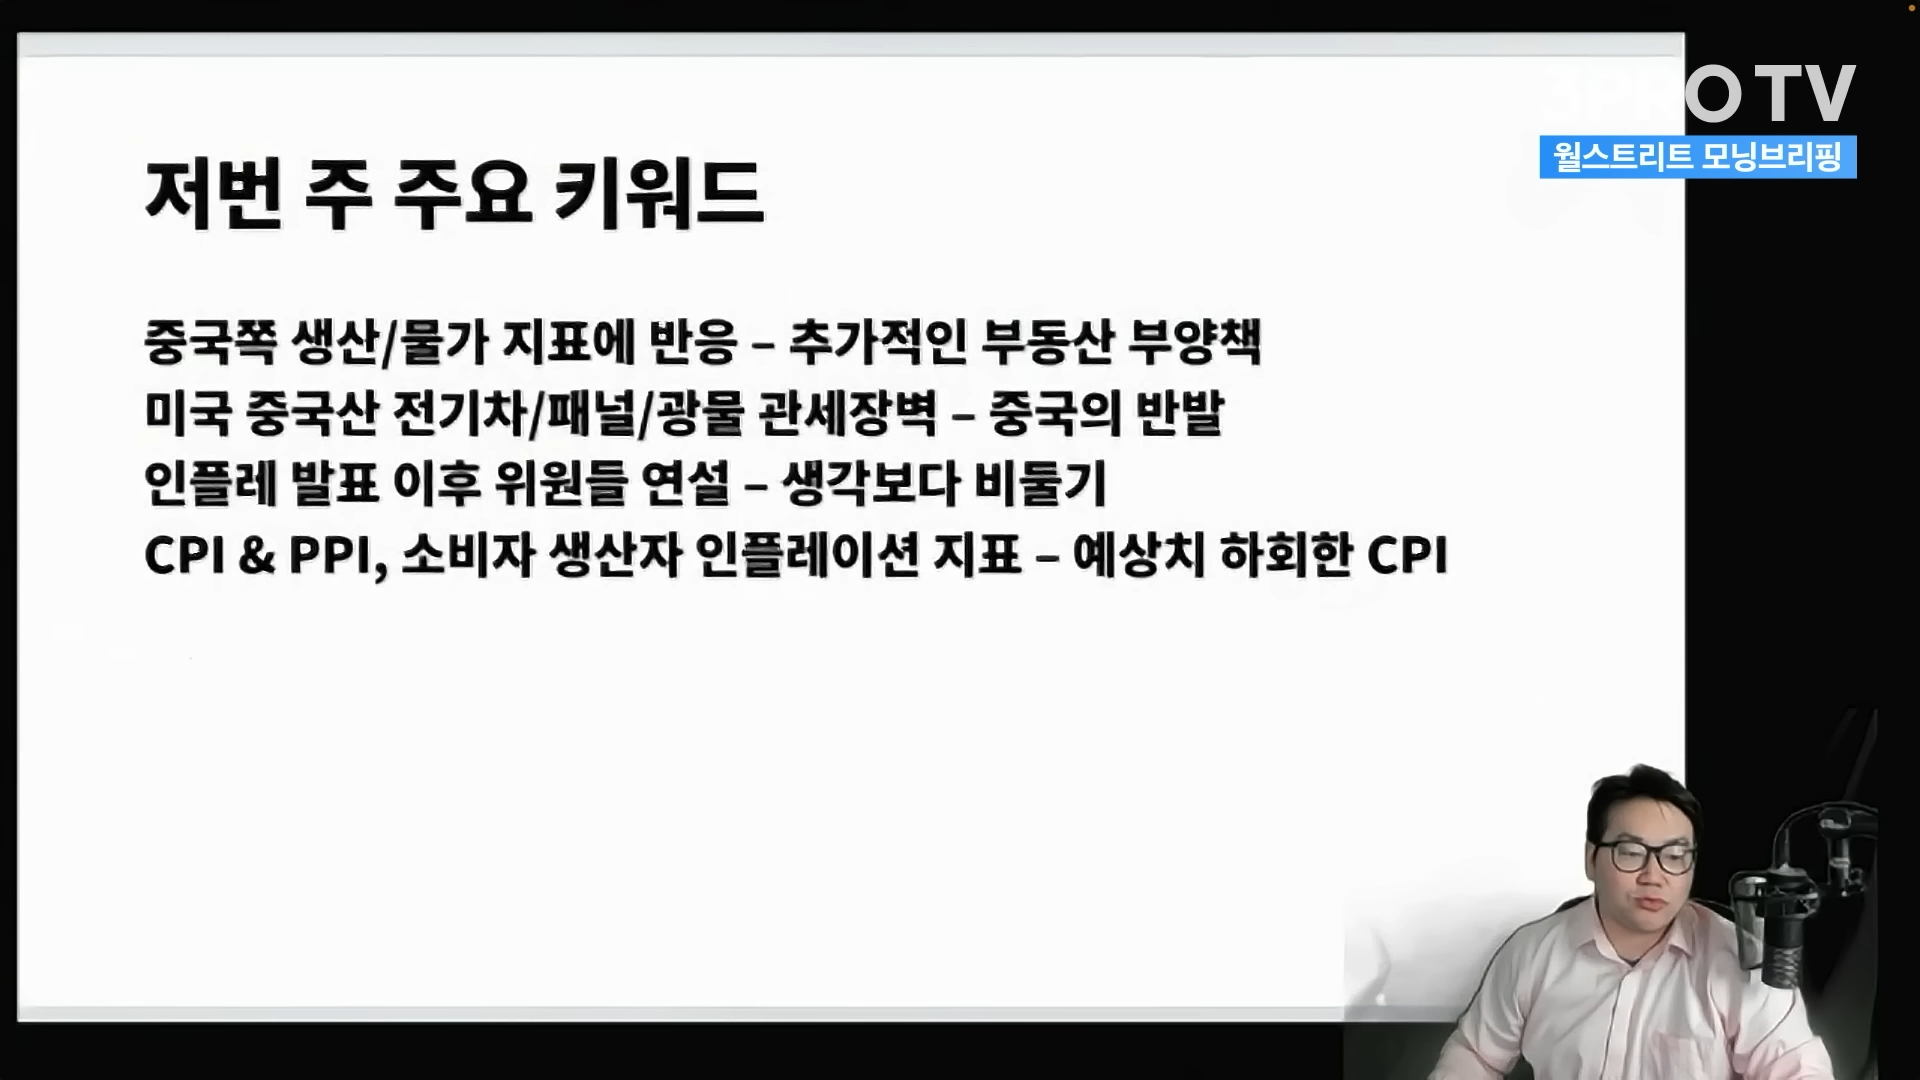 PRO TV
월스트리트 모닝브리핑
저번 주 주요 키워드
중국쪽 생산/물가 지표에 반응 – 추가적인 부동산 부양책
미국 중국산 전기차/패널/광물 관세장벽 – 중국의 반발
인플레 발표 이후 위원들 연설 – 생각보다 비둘기
CPI & PPI, 소비자 생산자 인플레이션 지표 – 예상치 하회한 CPI